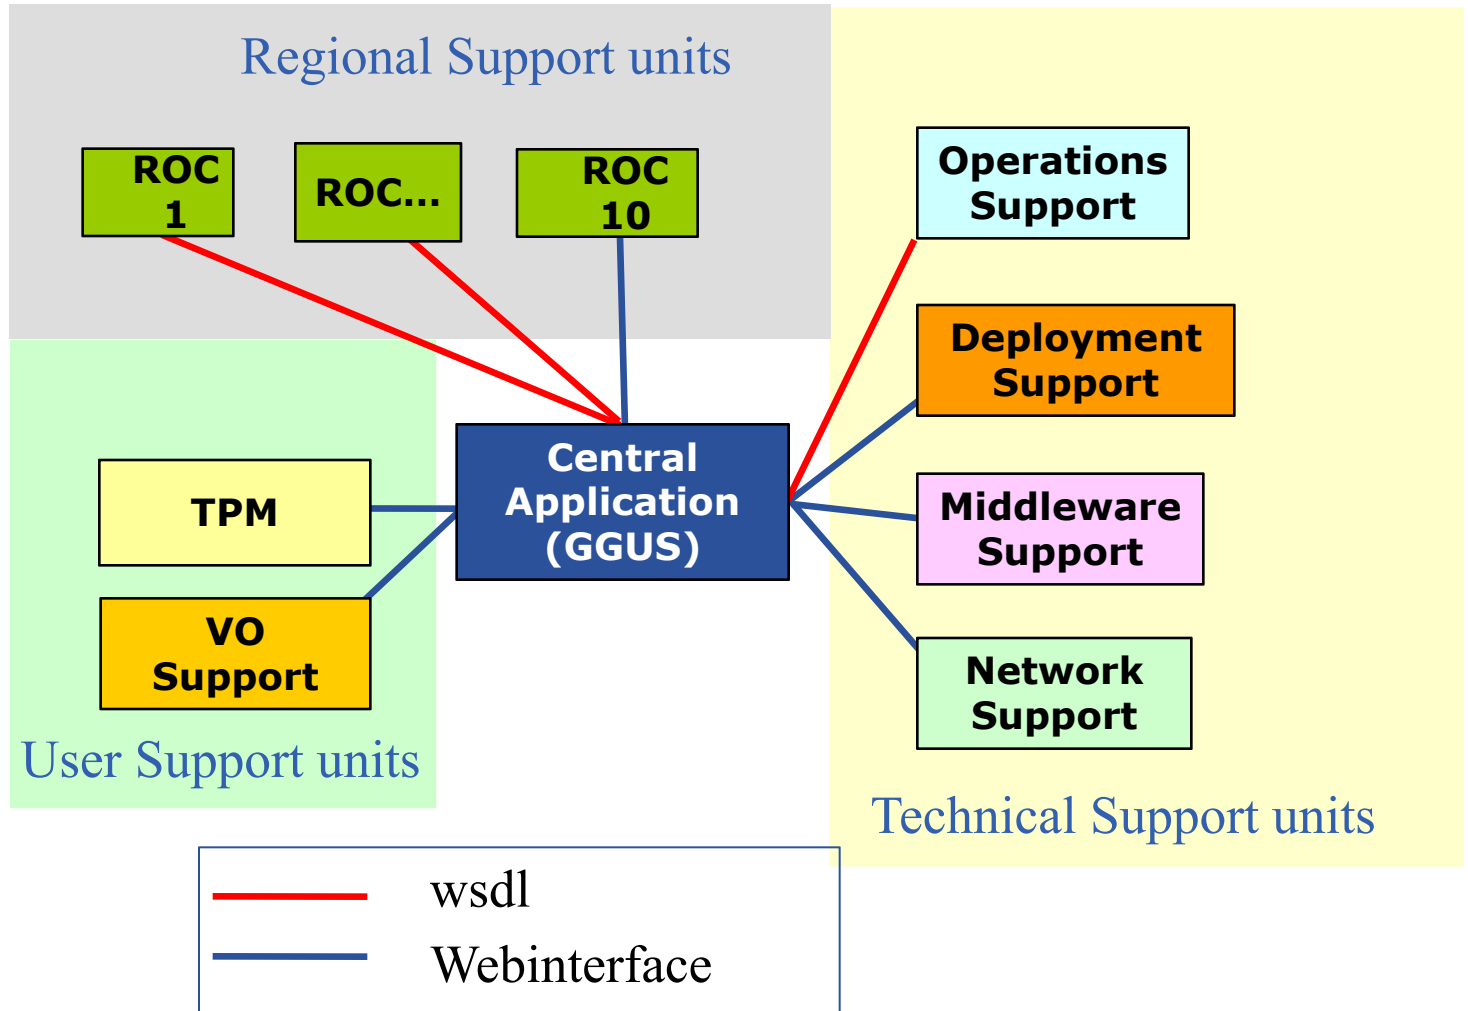 Regional Support units
ROC
1
ROC...
ROC
10
Operations
Support
Deployment
Support
Central
Application
(GGUS)
TPM
Middleware
Support
VO
Support
Network
Support
User Support units
Technical Support units
wsdl
Webinterface